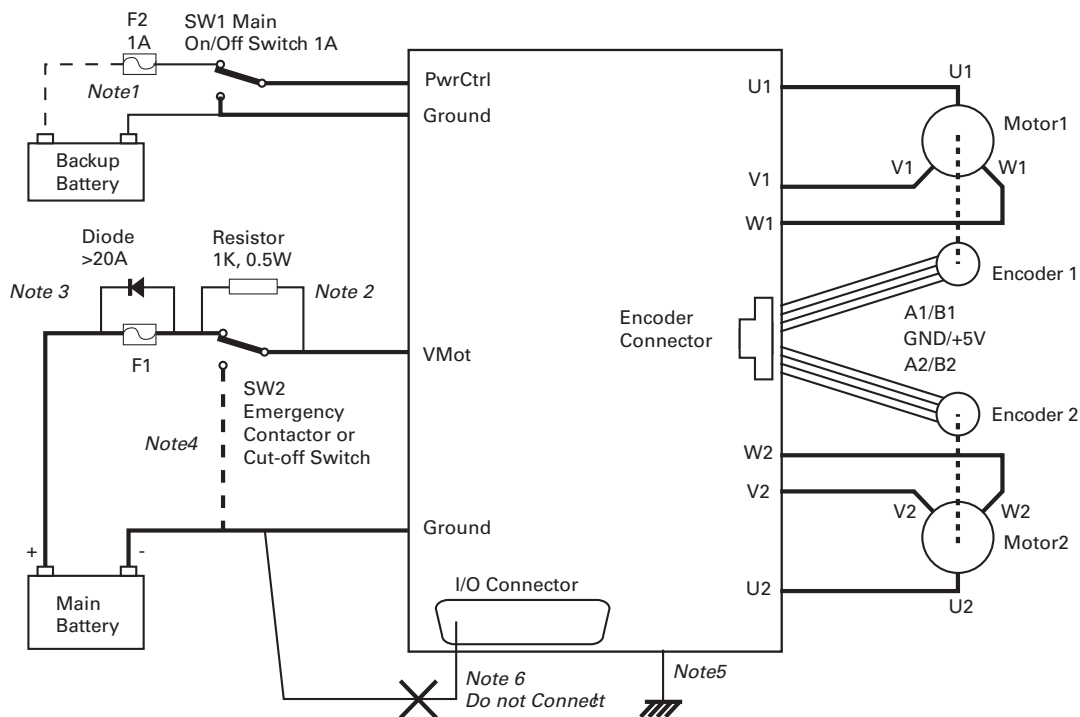 F2
1A
SW1 Main
On/Off Switch 1A
Note1
Backup
Battery
PwrCtrl
Ground
Diode
>20A
Resistor
1K, 0.5W
Note 3
Note 2
F1
VMot
SW2
Emergency
Contactor or
Cut-off Switch
Note4
Ground
+
-
Main
Battery
I/O Connector
Note 6
Do not Connect
Note5
Encoder
Connector
U1
U1
Motor1
V1
V1
W1
W1
Encoder 1
A1/B1
GND/+5V
A2/B2
Encoder 2
W2
V2
V2
W2
Motor2
U2
U2